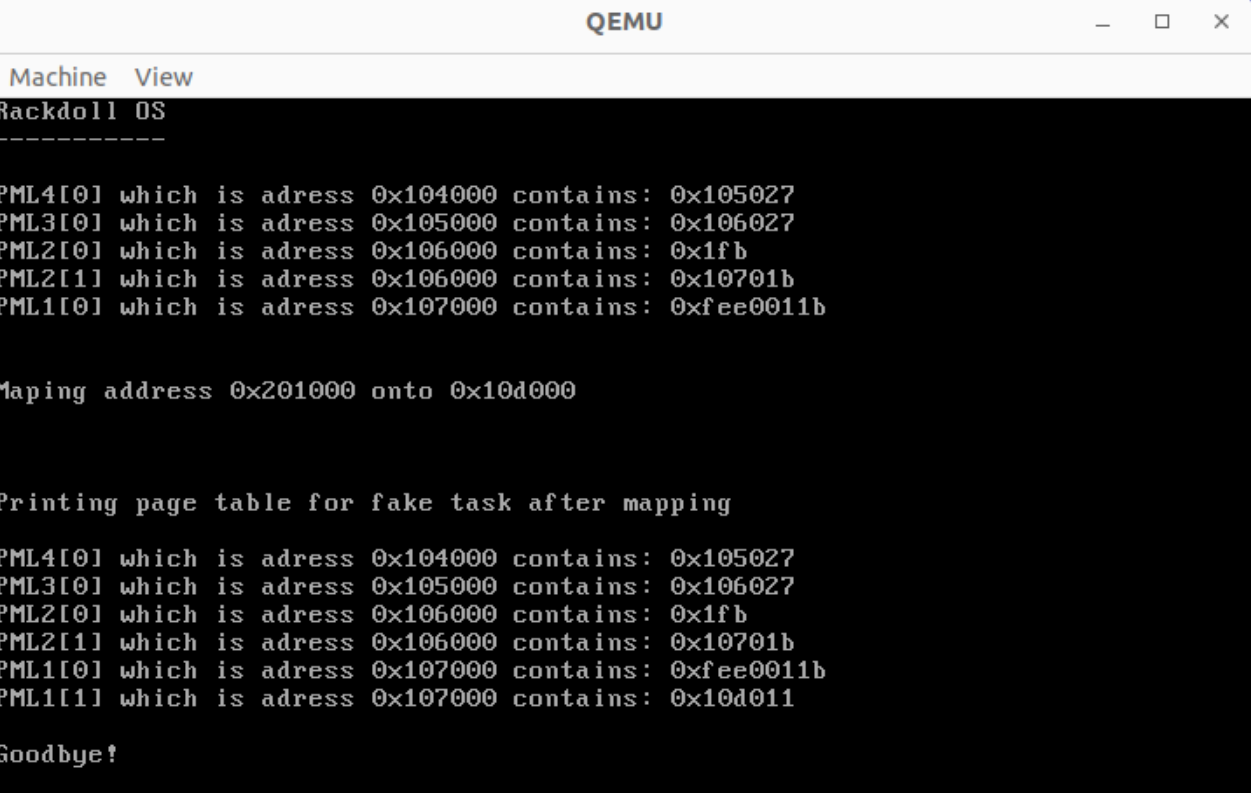 QEMU
Machine View
Rackdoll OS
-----------
PML4[0] which is adress 0x104000 contains: 0x105027
PML3[0] which is adress 0x105000 contains: 0x106027
PML2[0] which is adress 0x106000 contains: 0x1fb
PML2[1] which is adress 0x106000 contains: 0x10701b
PML1[0] which is adress 0x107000 contains: 0xfee0011b
Maping address 0x201000 onto 0x10d000
Printing page table for fake task after mapping
PML4[0] which is adress 0x104000 contains: 0x105027
PML3[0] which is adress 0x105000 contains: 0x106027
PML2[0] which is adress 0x106000 contains: 0x1fb
PML2[1] which is adress 0x106000 contains: 0x10701b
PML1[0] which is adress 0x107000 contains: 0xfee0011b
PML1[1] which is adress 0x107000 contains: 0x10d011
Goodbye!